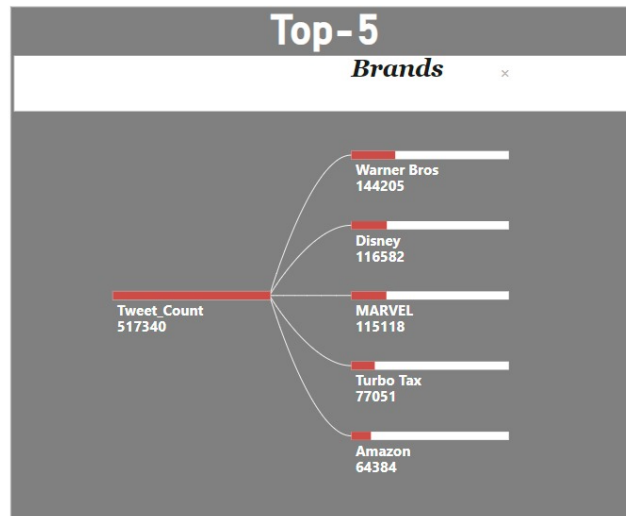 Top-5
Brands ×
Warner Bros
144205
Disney
116582
Tweet_Count
517340
MARVEL
115118
Turbo Tax
77051
Amazon
64384